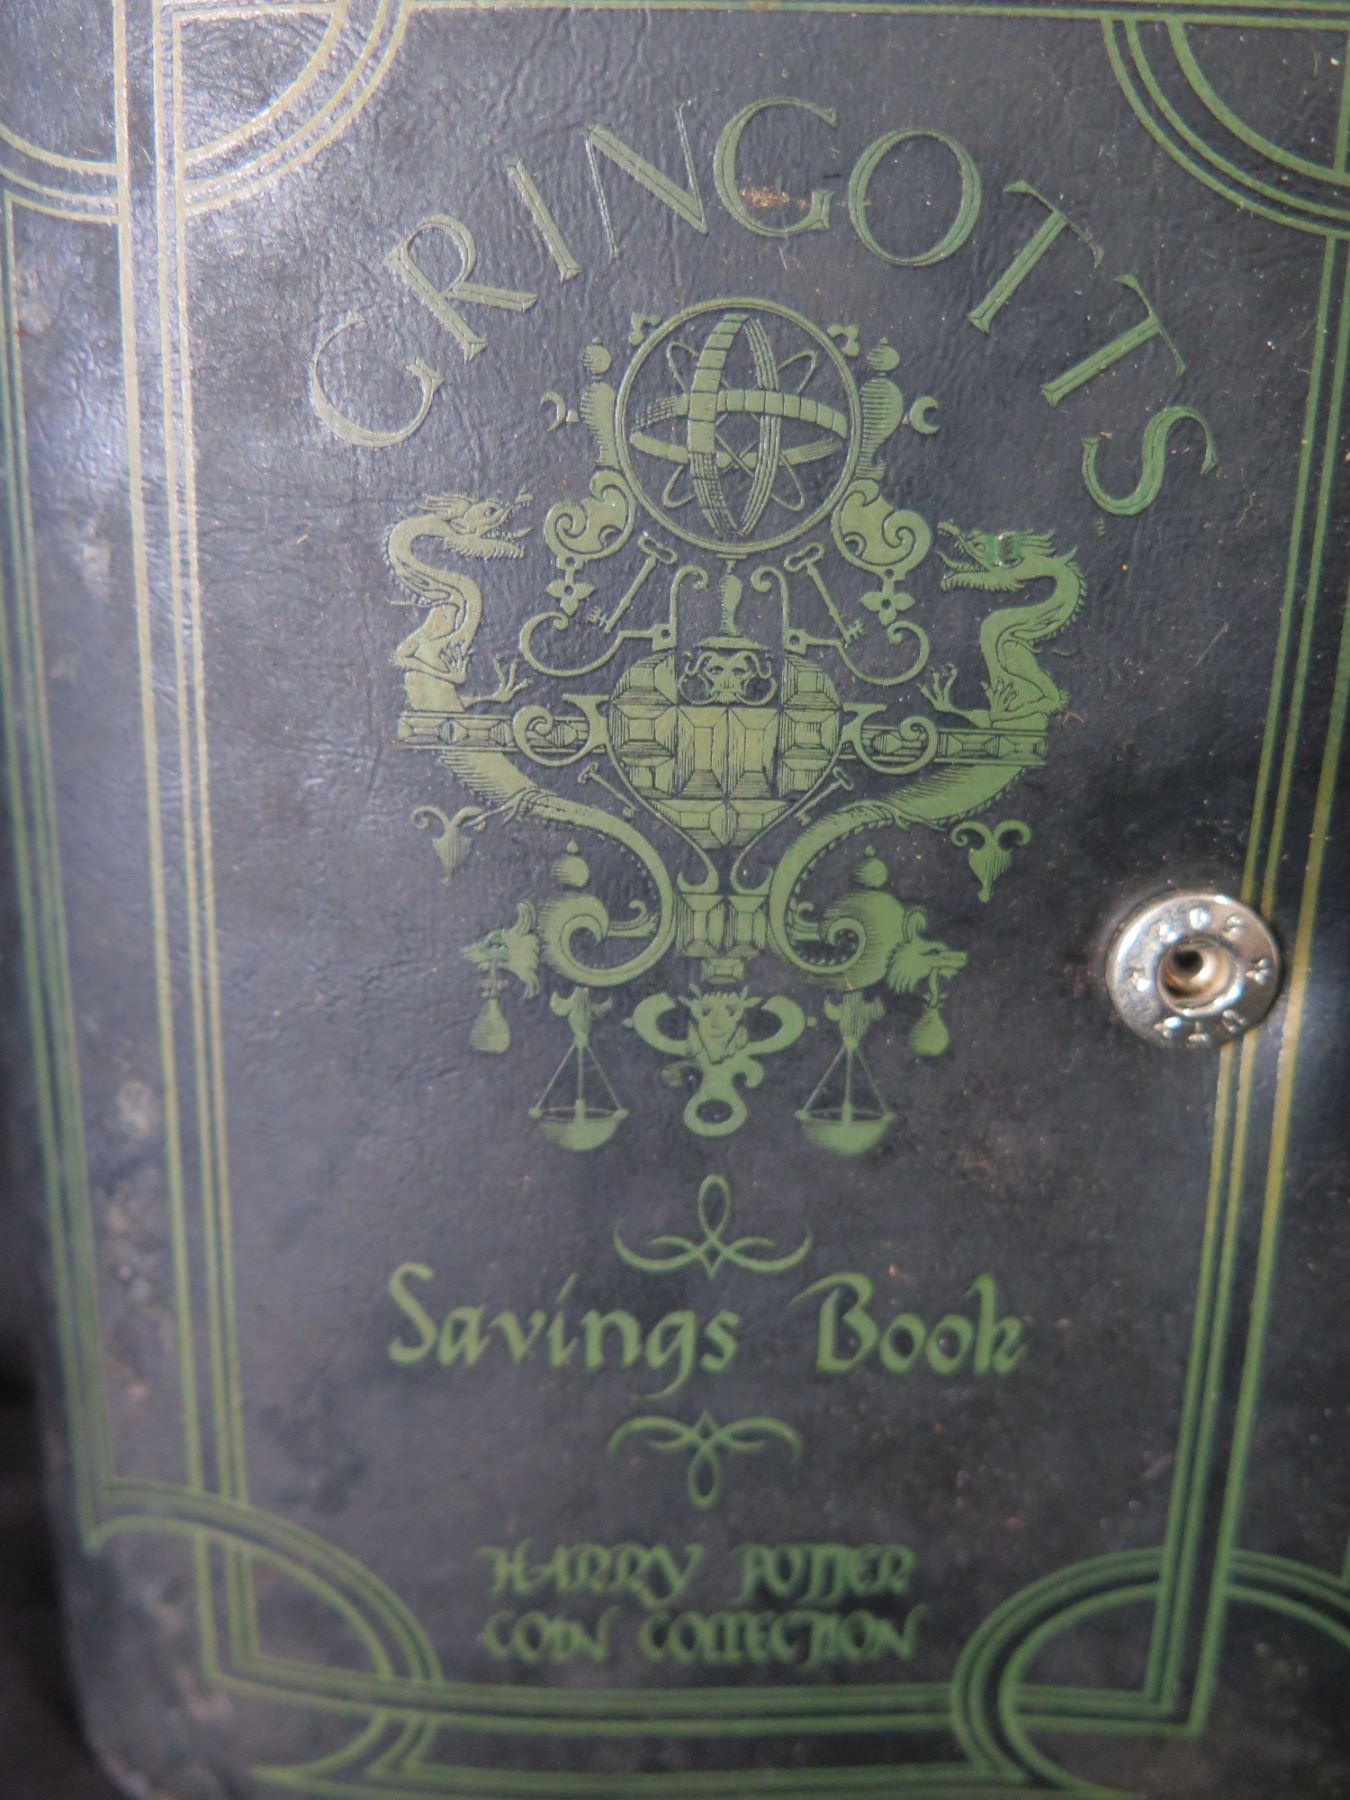 GRINGOTTS
Savings Book
HARRY POTTER
COIN COLLECTION